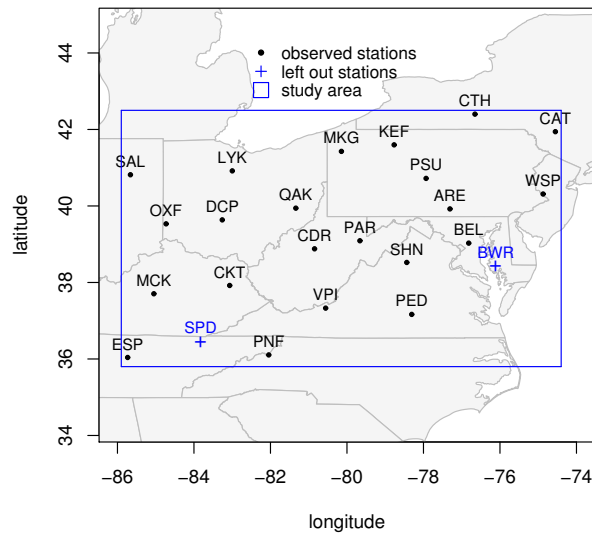 44
42
40
38
36
34
latitude
observed stations
left out stations
study area
CTH
CAT
KEF
MKG
LYK
SAL
PSU
WSP
QAK
ARE
DCP
OXF
PAR
BEL
CDR
SHN
BWR
CKT
MCK
VPI
PED
SPD
PNF
ESP
−86 −84 −82 −80 −78 −76 −74
longitude